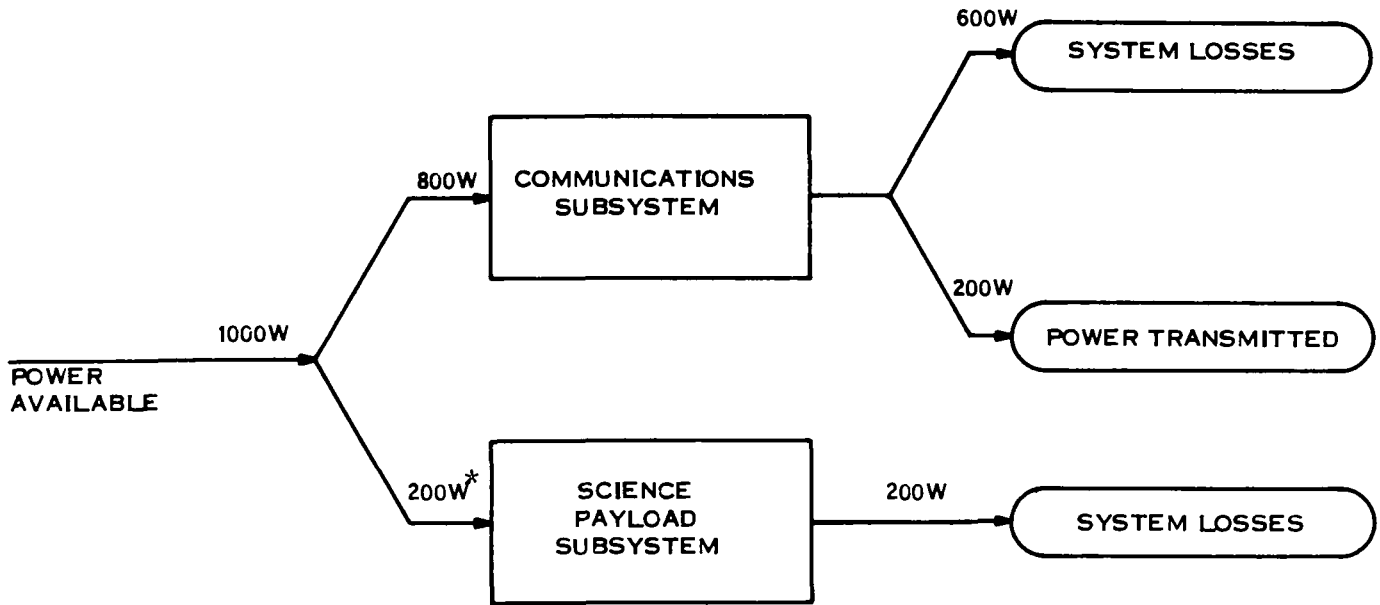 600W
SYSTEM LOSSES
800W
COMMUNICATIONS
SUBSYSTEM
200W
POWER TRANSMITTED
1000W
POWER
AVAILABLE
200W*
SCIENCE
PAYLOAD
SUBSYSTEM
200W
SYSTEM LOSSES